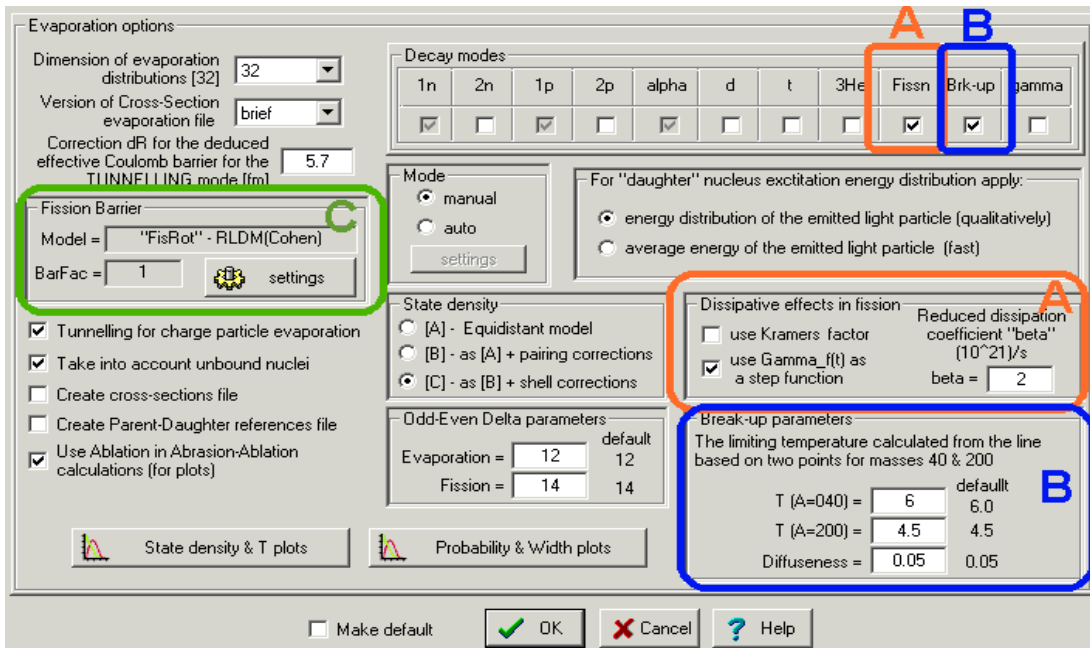 A B
Evaporation options
Dimension of evaporation
distributions [32]
32
Version of Cross-Section
evaporation file
brief
Correction dR for the deduced
effective Coulomb barrier for the
TUNNELLING mode [fm]
5.7
Decay modes
1n 2n 1p 2p alpha d t 3He Fissn Brk-up gamma
Fission Barrier
C
Model = "FisRot" - RLDM(Cohen)
BarFac = 1
settings
Mode
manual
auto
settings
For "daughter" nucleus exctitation energy distribution apply:
energy distribution of the emitted light particle (qualitatively)
average energy of the emitted light particle (fast)
Tunnelling for charge particle evaporation
Take into account unbound nuclei
Create cross-sections file
Create Parent-Daughter references file
Use Ablation in Abrasion-Ablation
calculations (for plots)
State density
[A] - Equidistant model
[B] - as [A] + pairing corrections
[C] - as [B] + shell corrections
A
Dissipative effects in fission
use Kramers factor
use Gamma_f(t) as
a step function
Reduced dissipation
coefficient "beta"
(10^21)/s
beta = 2
Odd-Even Delta parameters
default
Evaporation = 12 12
Fission = 14 14
Break-up parameters
The limiting temperature calculated from the line
based on two points for masses 40 & 200
B
defaullt
T (A=040) = 6 6.0
T (A=200) = 4.5 4.5
Diffuseness = 0.05 0.05
State density & T plots
Probability & Width plots
Make default
OK
Cancel
? Help